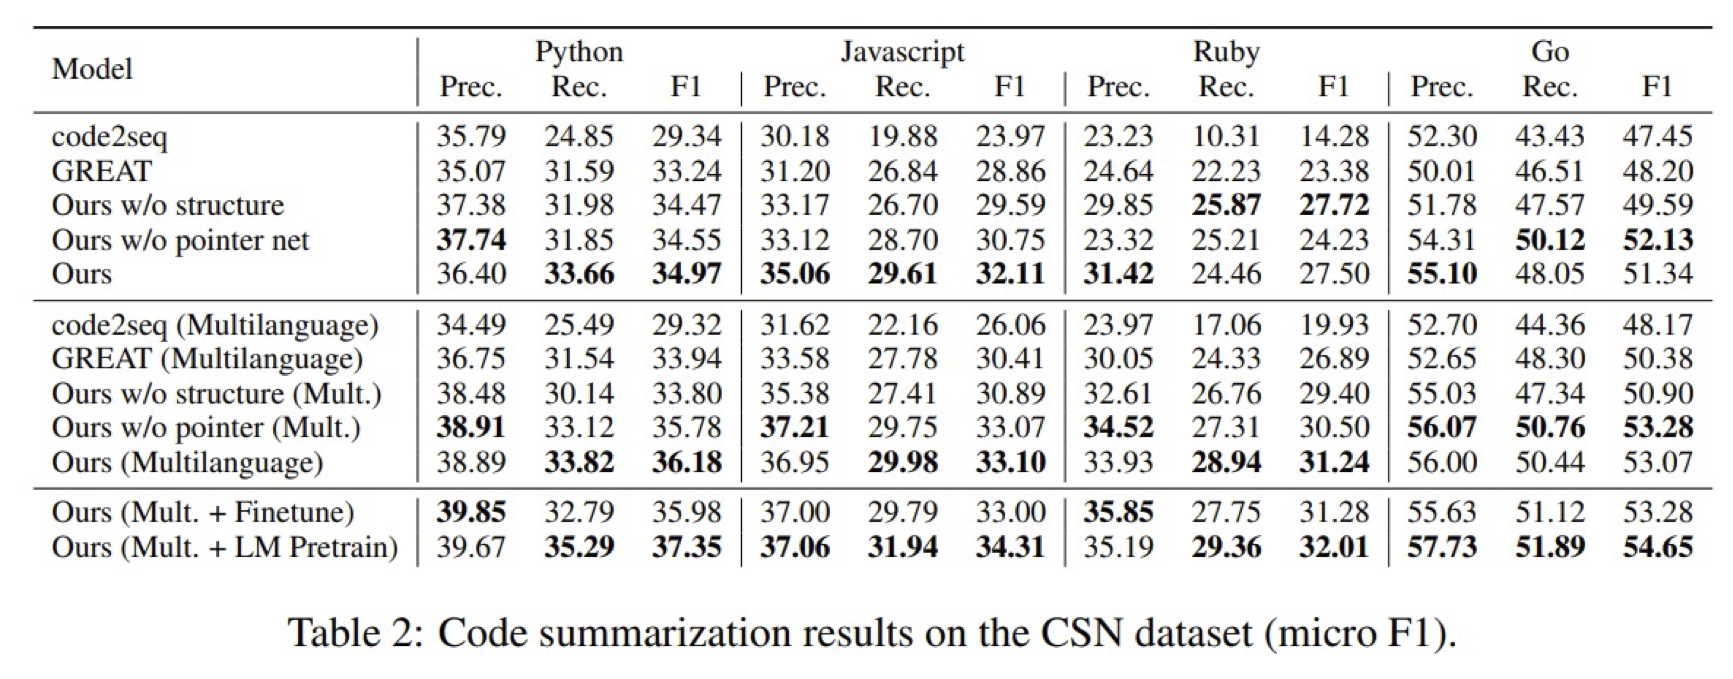 Model Python Javascript Ruby Go
Prec. Rec. F1 Prec. Rec. F1 Prec. Rec. F1 Prec. Rec. F1
code2seq 35.79 24.85 29.34 30.18 19.88 23.97 23.23 10.31 14.28 52.30 43.43 47.45
GREAT 35.07 31.59 33.24 31.20 26.84 28.86 24.64 22.23 23.38 50.01 46.51 48.20
Ours w/o structure 37.38 31.98 34.47 33.17 26.70 29.59 29.85 25.87 27.72 51.78 47.57 49.59
Ours w/o pointer net 37.74 31.85 34.55 33.12 28.70 30.75 23.32 25.21 24.23 54.31 50.12 52.13
Ours 36.40 33.66 34.97 35.06 29.61 32.11 31.42 24.46 27.50 55.10 48.05 51.34
code2seq (Multilanguage) 34.49 25.49 29.32 31.62 22.16 26.06 23.97 17.06 19.93 52.70 44.36 48.17
GREAT (Multilanguage) 36.75 31.54 33.94 33.58 27.78 30.41 30.05 24.33 26.89 52.65 48.30 50.38
Ours w/o structure (Mult.) 38.48 30.14 33.80 35.38 27.41 30.89 32.61 26.76 29.40 55.03 47.34 50.90
Ours w/o pointer (Mult.) 38.91 33.12 35.78 37.21 29.75 33.07 34.52 27.31 30.50 56.07 50.76 53.28
Ours (Multilanguage) 38.89 33.82 36.18 36.95 29.98 33.10 33.93 28.94 31.24 56.00 50.44 53.07
Ours (Mult. + Finetune) 39.85 32.79 35.98 37.00 29.79 33.00 35.85 27.75 31.28 55.63 51.12 53.28
Ours (Mult. + LM Pretrain) 39.67 35.29 37.35 37.06 31.94 34.31 35.19 29.36 32.01 57.73 51.89 54.65
Table 2: Code summarization results on the CSN dataset (micro F1).